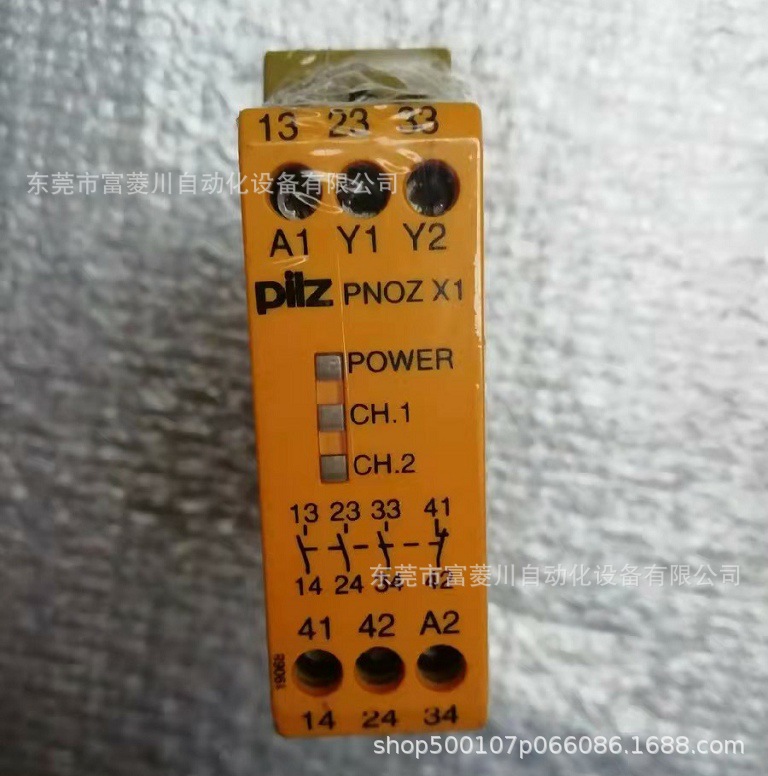 13 23 33
东莞市富菱川自动化设备有限公司
A1 Y1 Y2
pilz PNOZ X1
POWER
CH.1
CH.2
13 23 33 41
14 24 34 42
东莞市富菱川自动化设备有限公司
41 42 A2
14 24 34
shop500107p066086.1688.com